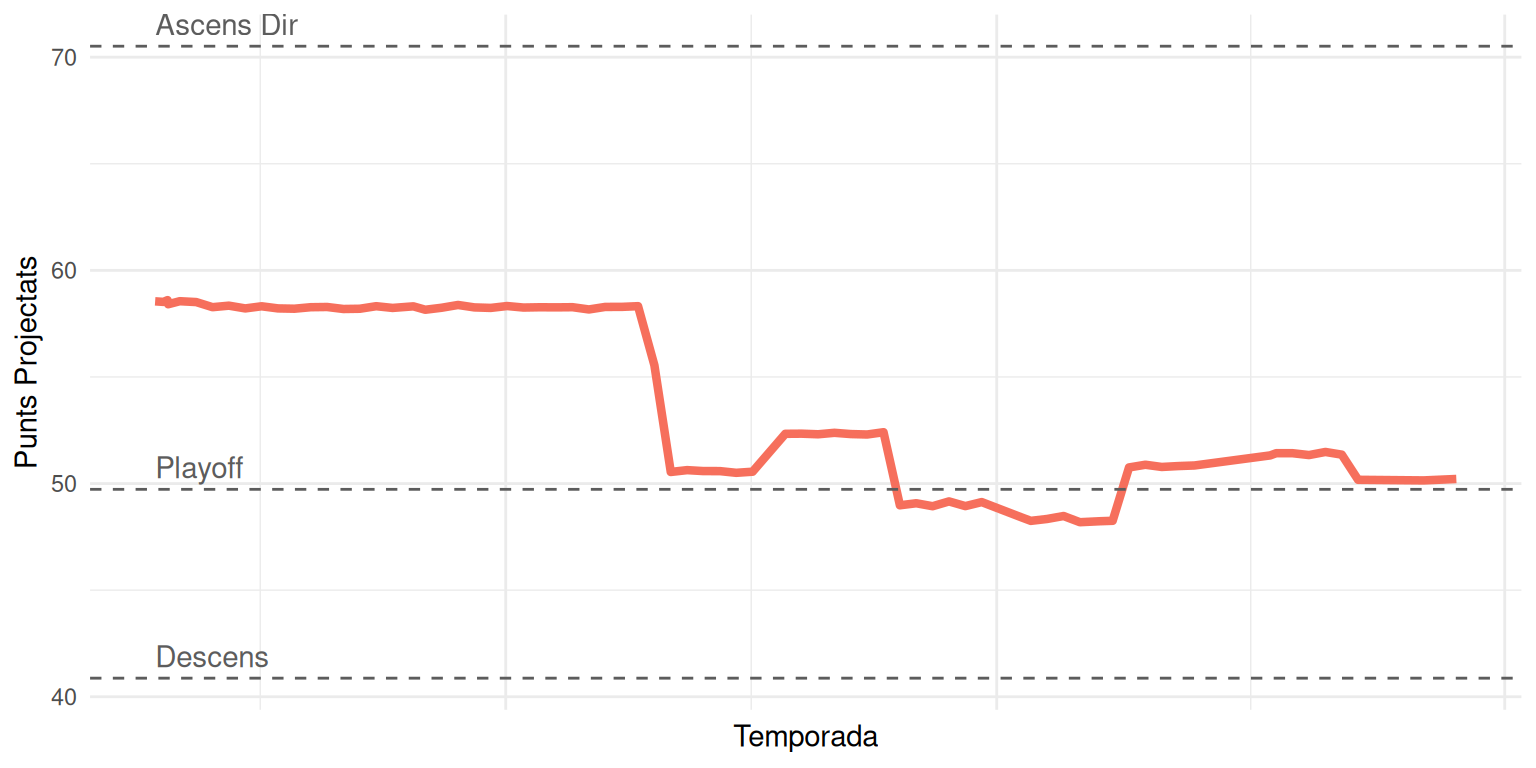 Ascens Dir
70
60
Punts Projectats
Playoff
50
Descens
40
Temporada